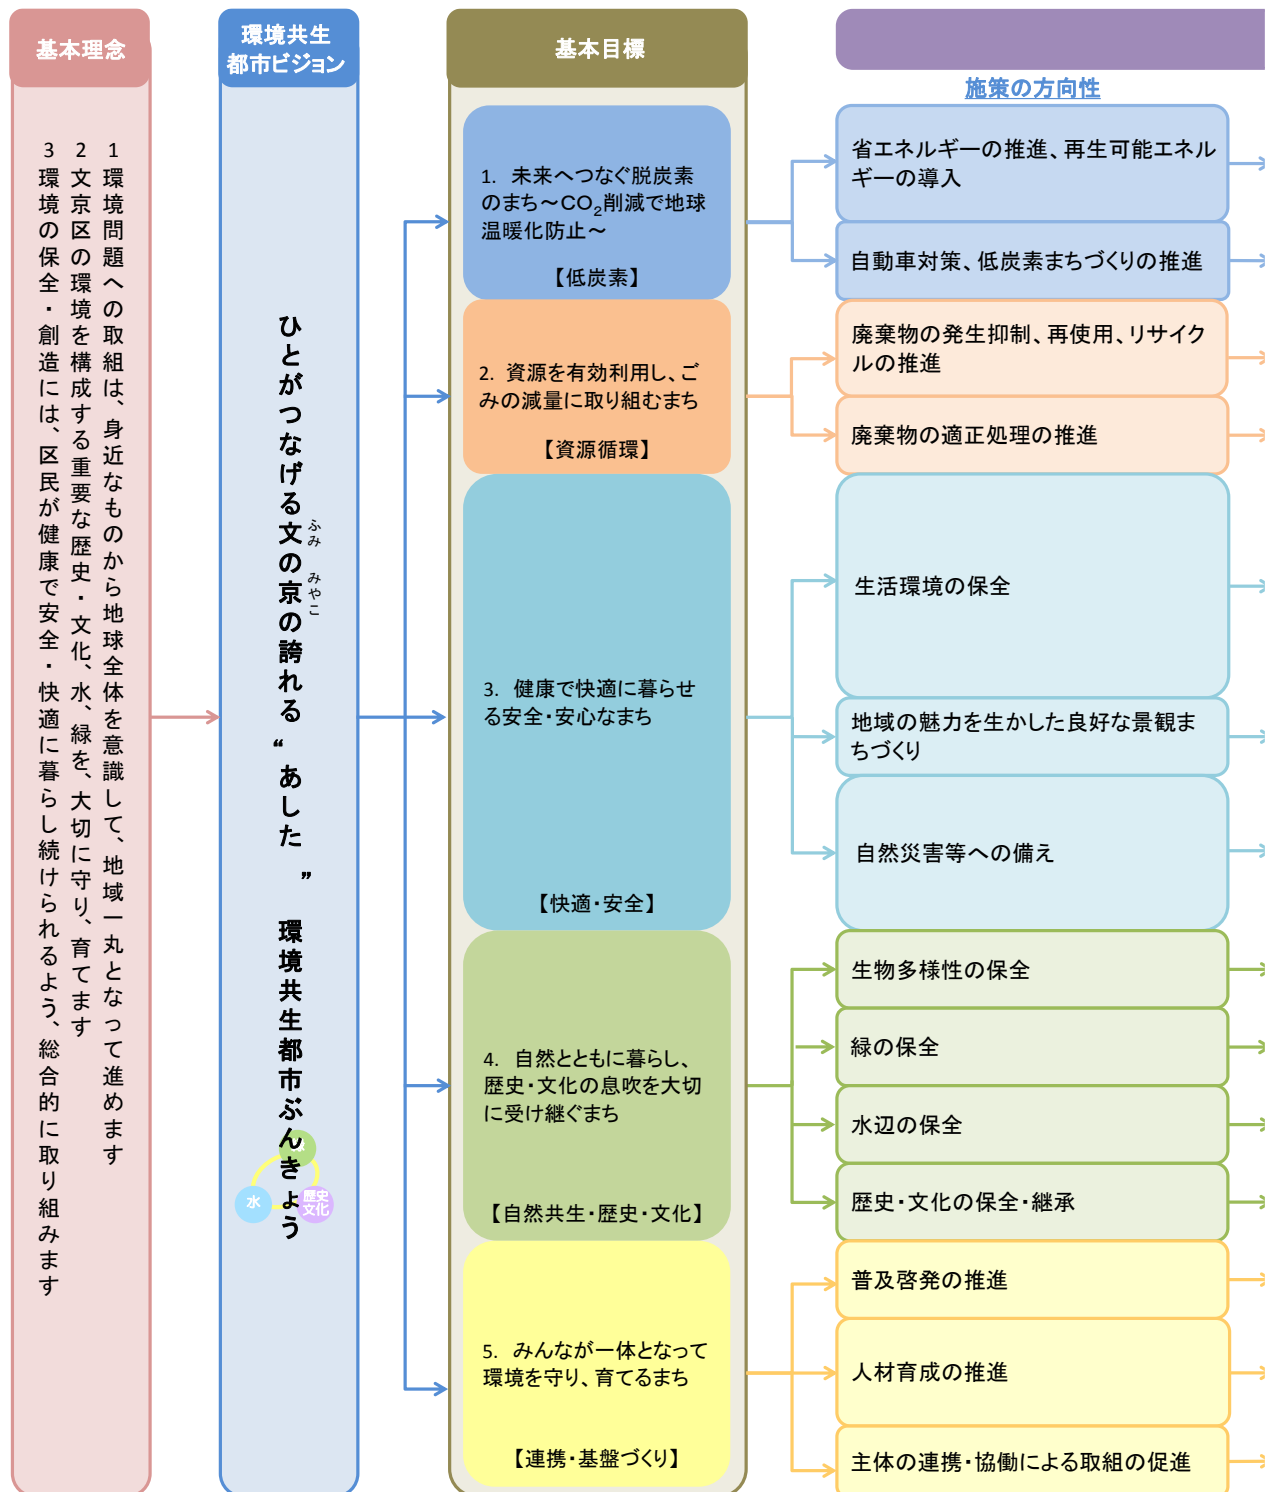 基本理念
1 環境問題への取組は、身近なものから地球全体を意識して、地域一丸となって進めます
2 文京区の環境を構成する重要な歴史・文化、水、緑を、大切に守り、育てます
3 環境の保全・創造には、区民が健康で安全・快適に暮らし続けられるよう、総合的に取り組みます
環境共生
都市ビジョン
ひとがつなげる文の京の誇れる“あした” 環境共生都市ぶんきょう
ふみ みやこ
水
歴史
文化
基本目標
1. 未来へつなぐ脱炭素
のまち～CO2削減で地球
温暖化防止～
【低炭素】
2. 資源を有効利用し、ご
みの減量に取り組むまち
【資源循環】
3. 健康で快適に暮らせ
る安全・安心なまち
【快適・安全】
4. 自然とともに暮らし、
歴史・文化の息吹を大切
に受け継ぐまち
【自然共生・歴史・文化】
5. みんなが一体となって
環境を守り、育てるまち
【連携・基盤づくり】
施策の方向性
省エネルギーの推進、再生可能エネル
ギーの導入
自動車対策、低炭素まちづくりの推進
廃棄物の発生抑制、再使用、リサイク
ルの推進
廃棄物の適正処理の推進
生活環境の保全
地域の魅力を生かした良好な景観ま
ちづくり
自然災害等への備え
生物多様性の保全
緑の保全
水辺の保全
歴史・文化の保全・継承
普及啓発の推進
人材育成の推進
主体の連携・協働による取組の促進